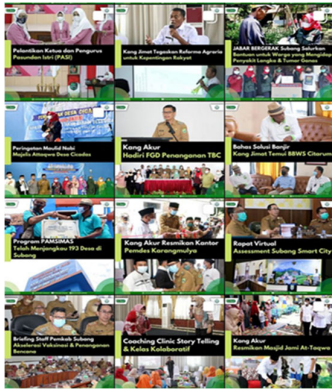 Pelantikan Ketua dan Pengurus
Pasundan Istri (PASI)
Kang Jimat Tegaskan Reforma Agraria
untuk Kepentingan Rakyat
JABAR BERGERAK Subang Salurkan
Bantuan untuk Warga yang Mengidap
Penyakit Langka & Tumor Ganas
Peringatan Maulid Nabi
Majelis Attaqwa Desa Cicadas
Kang Akur
Hadiri FGD Penanganan TBC
Bahas Solusi Banjir
Kang Jimat Temui BBWS Citarum
Program PAMSIMAS
Telah Menjangkau 193 Desa di
Subang
Kang Akur Resmikan Kantor
Pemdes Karangmulya
Rapat Virtual
Assessment Subang Smart City
Briefing Staff Pemkab Subang
Akselerasi Vaksinasi & Penanganan
Bencana
Coaching Clinic Story Telling
& Kelas Kolaboratif
Kang Akur
Resmikan Mesjid Jami At-Taqwa